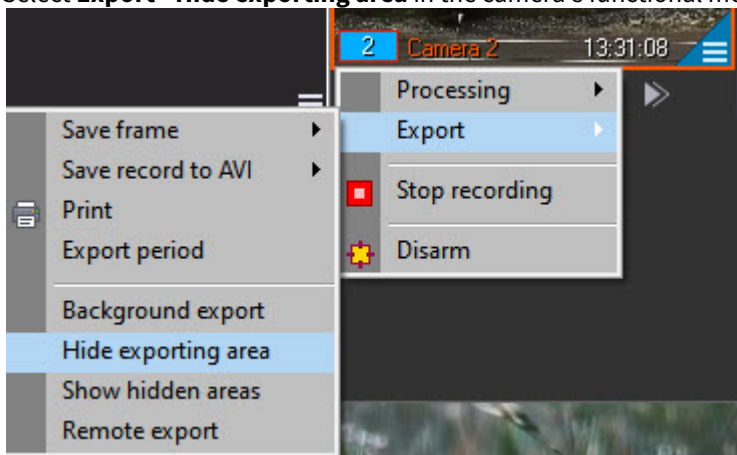 Select Export - Hide exporting area in the camera's functional me
2 Camera 2 13:31:08
Processing
Export
Stop recording
Disarm
Save frame
Save record to AVI
Print
Export period
Background export
Hide exporting area
Show hidden areas
Remote export